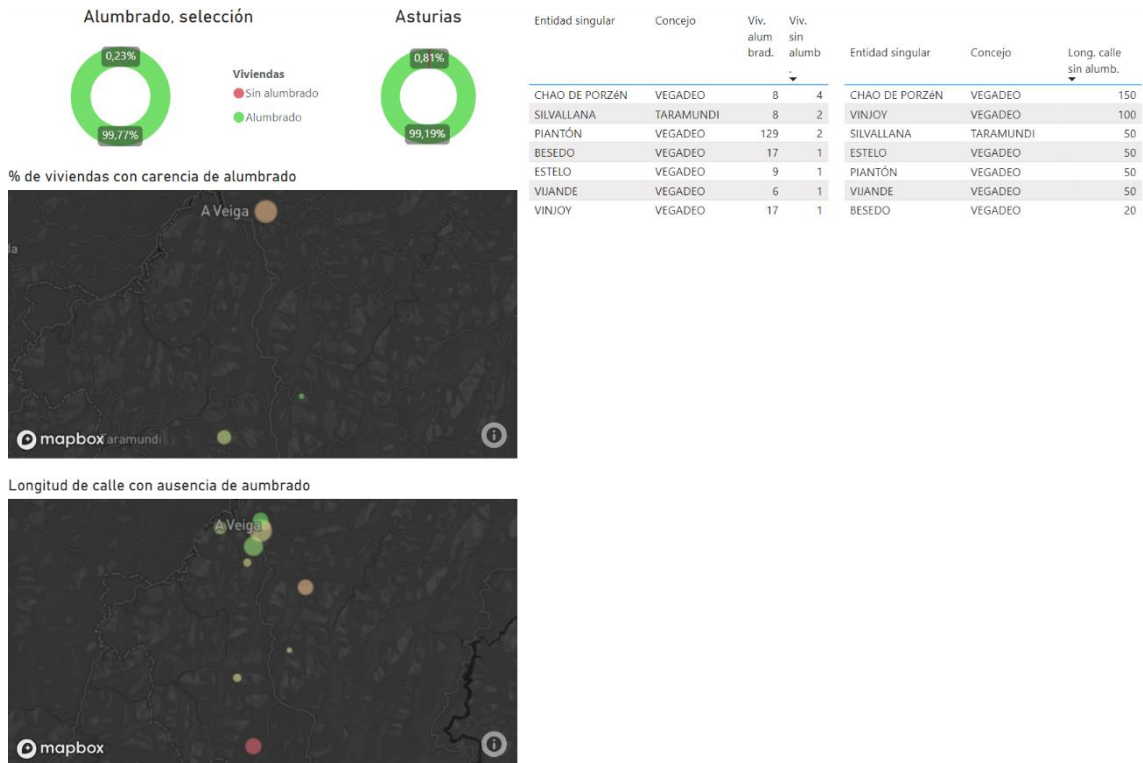 Alumbrado, selección
Asturias
0,23%
99,77%
Viviendas
Sin alumbrado
Alumbrado
0,81%
99,19%
Entidad singular Concejo Viv. alum brad. Viv. sin alumb .
CHAO DE PORZéN VEGADEO 8 4
SILVALLANA TARAMUNDI 8 2
PIANTÓN VEGADEO 129 2
BESEDO VEGADEO 17 1
ESTELO VEGADEO 9 1
VIJANDE VEGADEO 6 1
VINJOY VEGADEO 17 1
Entidad singular Concejo Long. calle sin alumb.
CHAO DE PORZéN VEGADEO 150
VINJOY VEGADEO 100
SILVALLANA TARAMUNDI 50
ESTELO VEGADEO 50
PIANTÓN VEGADEO 50
VIJANDE VEGADEO 50
BESEDO VEGADEO 20
% de viviendas con carencia de alumbrado
A Veiga
da
mapbox
Taramundi
Longitud de calle con ausencia de aumbrado
A Veiga
mapbox